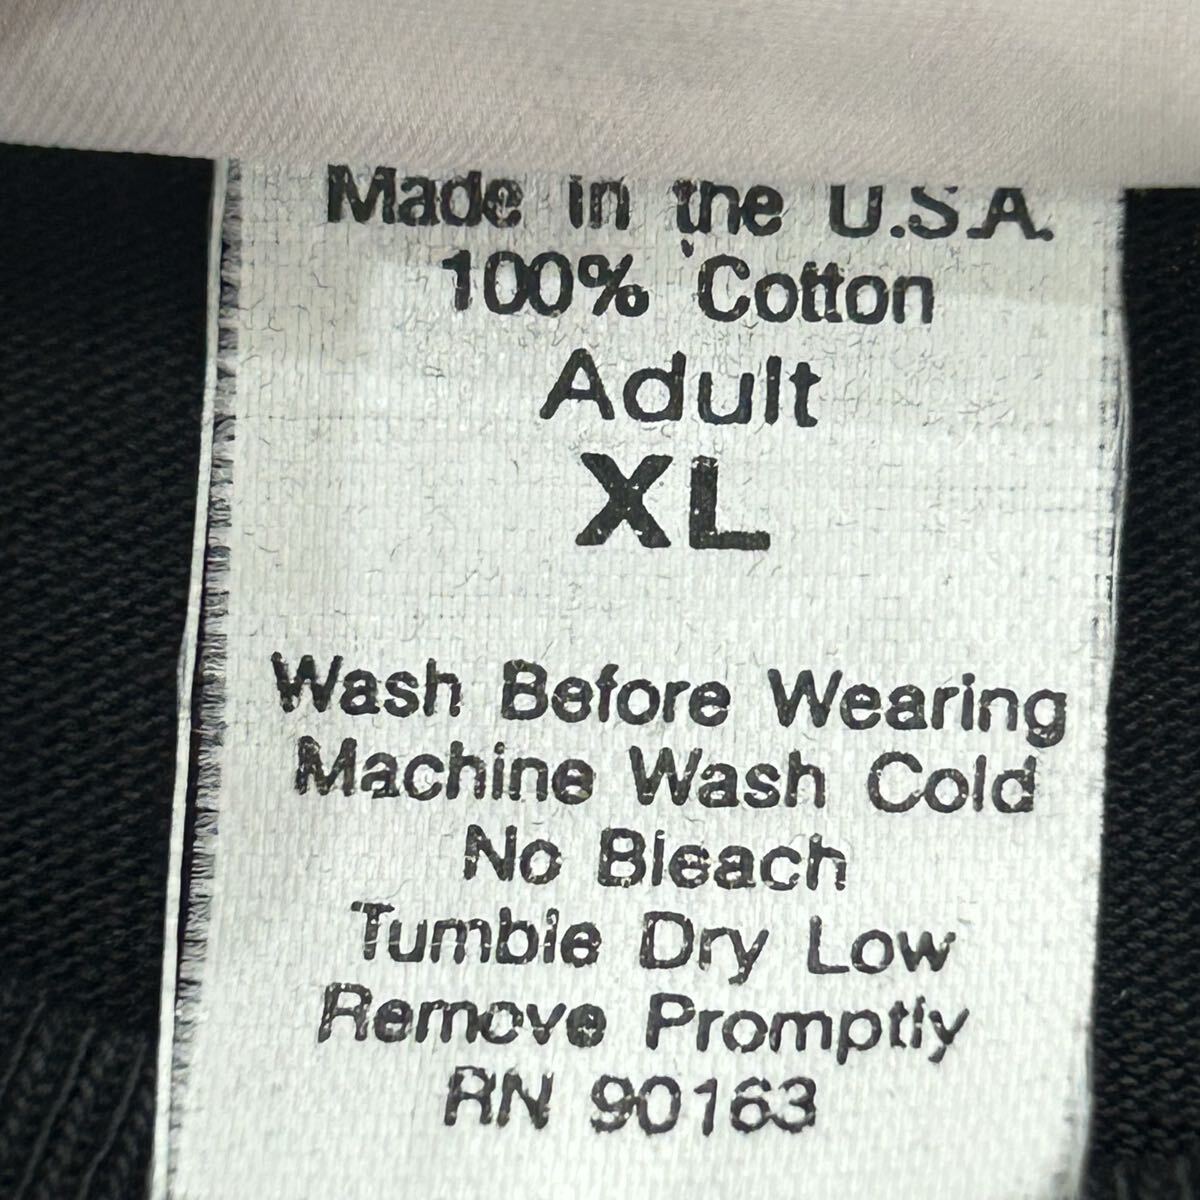 Made in the U.S.A.
100% Cotton
Adult
XL
Wash Before Wearing
Machine Wash Cold
No Bleach
Tumble Dry Low
Remove Promptly
RN 90163